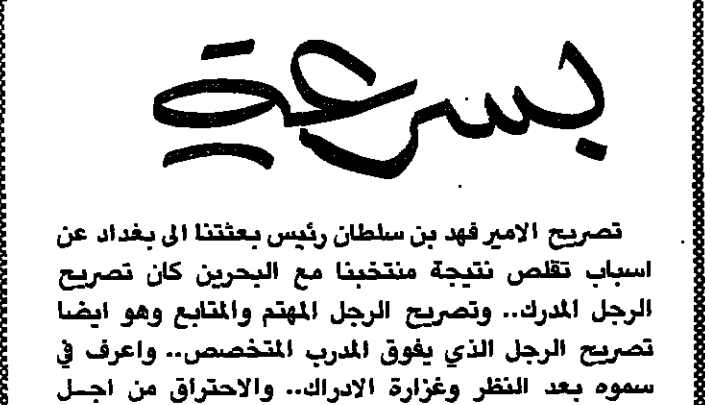 بسرعة
تصريح الامير فهد بن سلطان رئيس بعثتنا الى بغداد عن
اسباب تقلص نتيجة منتخبنا مع البحرين كان تصريح
الرجل المدرك.. وتصريح الرجل المهتم والمتابع وهو ايضا
تصريح الرجل الذي يفوق المدرب المتخصص.. واعرف في
سموه بعد النظر وغزارة الادراك.. والاحتراق من اجل